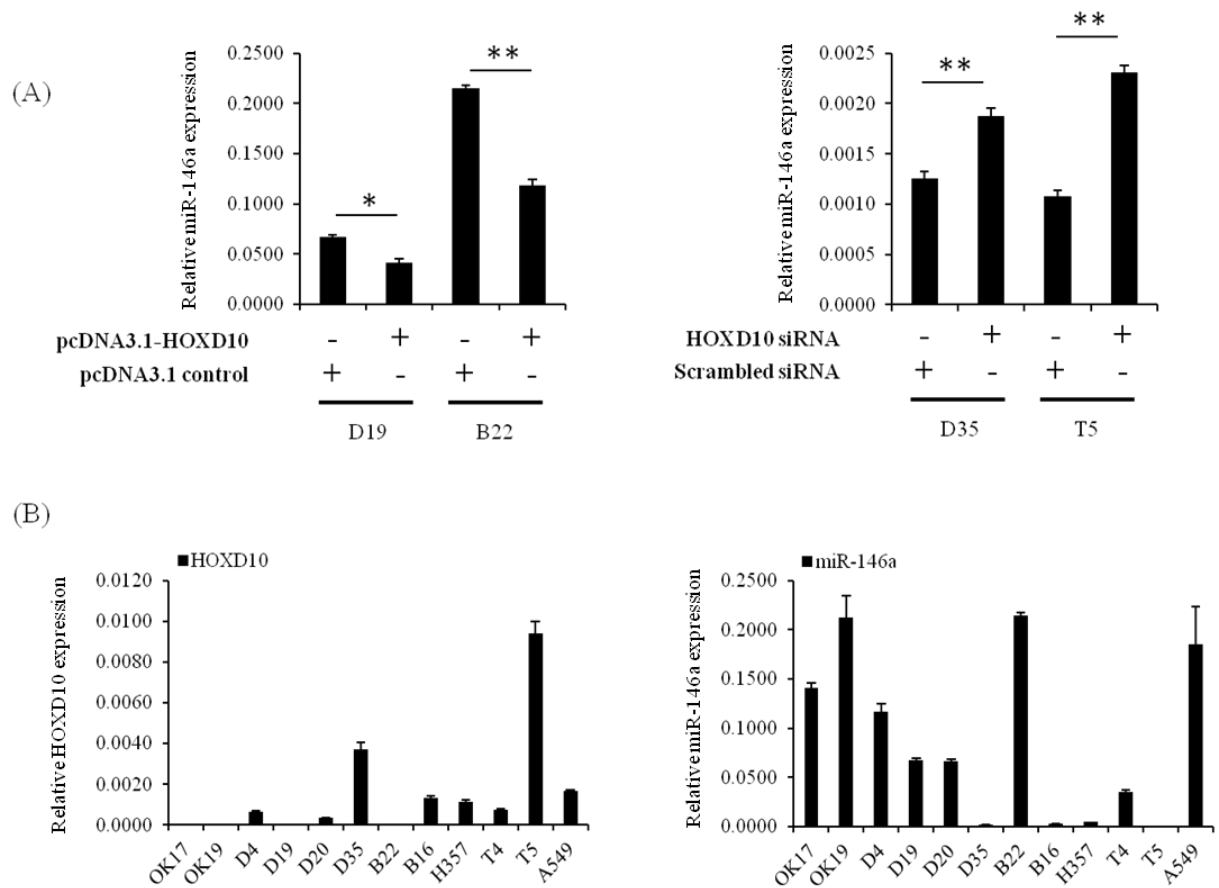 (A)
Relative miR-146a expression
0.2500
0.2000
0.1500
0.1000
0.0500
0.0000
*
**
pcDNA3.1-HOXD10 - + - +
pcDNA3.1 control + - + -
D19 B22
Relative miR-146a expression
0.0025
0.0020
0.0015
0.0010
0.0005
0.0000
**
**
HOXD10 siRNA - + - +
Scrambled siRNA + - + -
D35 T5
(B)
Relative HOXD10 expression
HOXD10
0.0120
0.0100
0.0080
0.0060
0.0040
0.0020
0.0000
OK17 OK19 D4 D19 D20 D35 B22 B16 H357 T4 T5 A549
Relative miR-146a expression
miR-146a
0.2500
0.2000
0.1500
0.1000
0.0500
0.0000
OK17 OK19 D4 D19 D20 D35 B22 B16 H357 T4 T5 A549